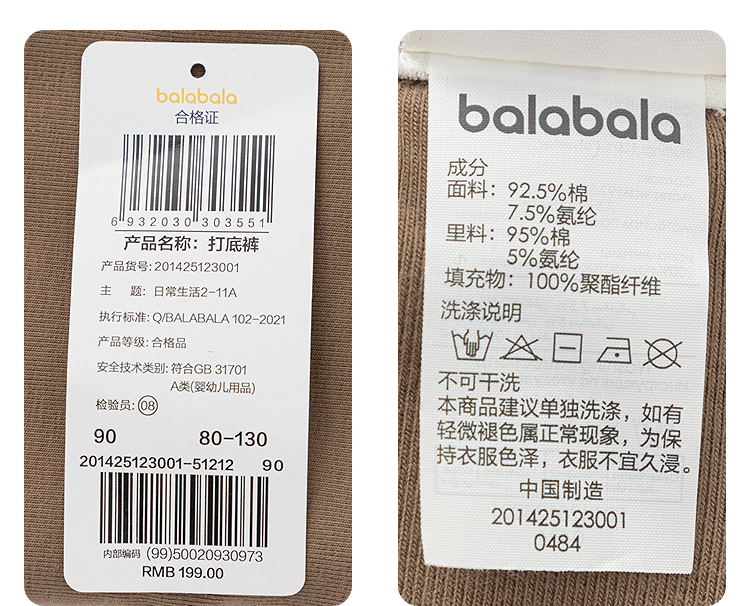 balabala
合格证
6 932030 303551
产品名称：打底裤
产品货号: 201425123001
主 题: 日常生活2-11A
执行标准: Q/BALABALA 102-2021
产品等级: 合格品
安全技术类别: 符合GB 31701
A类(婴幼儿用品)
检验员: 08
90 80-130
201425123001-51212 90
内部编码 (99)50020930973
RMB 199.00
balabala
成分
面料： 92.5%棉
7.5%氨纶
里料： 95%棉
5%氨纶
填充物： 100%聚酯纤维
洗涤说明
不可干洗
本商品建议单独洗涤，如有
轻微褪色属正常现象，为保
持衣服色泽，衣服不宜久浸。
中国制造
201425123001
0484